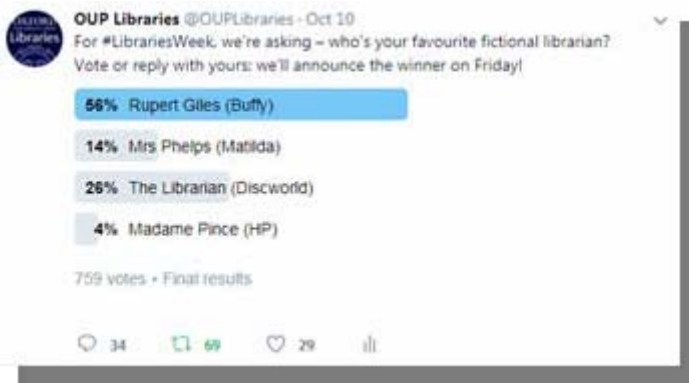 OXFORD
Libraries
OUP Libraries @OUPLibraries · Oct 10
For #LibrariesWeek, we're asking – who's your favourite fictional librarian?
Vote or reply with yours: we'll announce the winner on Friday!
56% Rupert Giles (Buffy)
14% Mrs Phelps (Matilda)
26% The Librarian (Discworld)
4% Madame Pince (HP)
759 votes • Final results
34 69 29